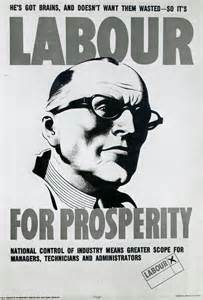 HE'S GOT BRAINS, AND DOESN'T WANT THEM WASTED—SO IT'S
LABOUR
FOR PROSPERITY
NATIONAL CONTROL OF INDUSTRY MEANS GREATER SCOPE FOR
MANAGERS, TECHNICIANS AND ADMINISTRATORS
LABOUR X